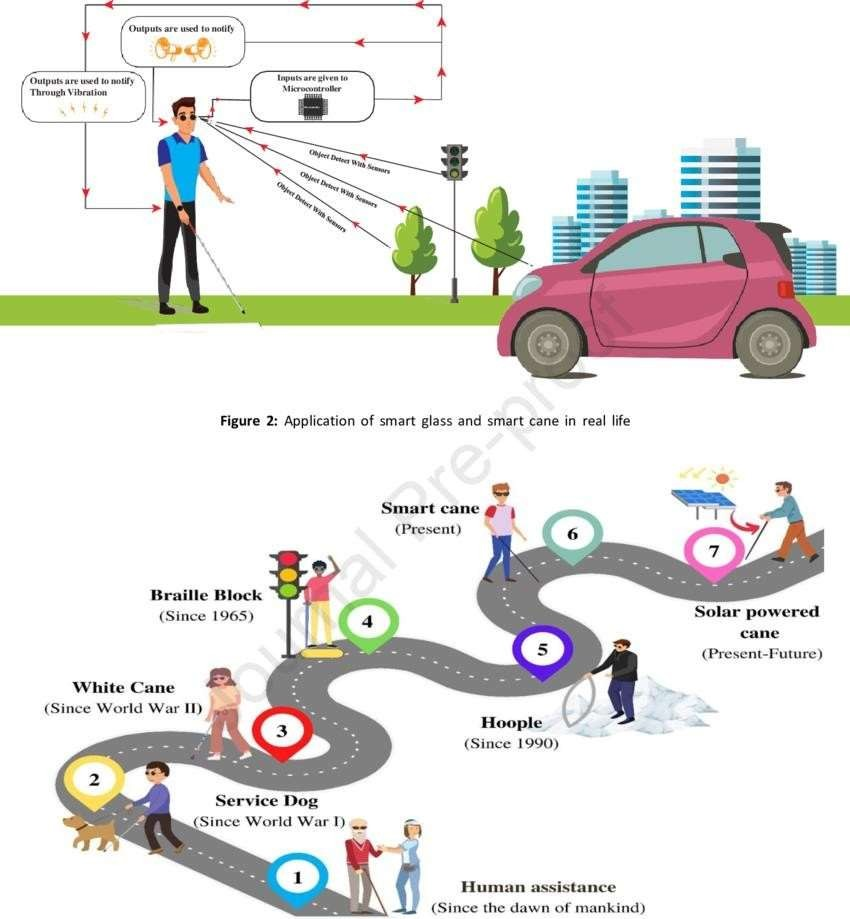 Outputs are used to notify
Outputs are used to notify
Through Vibration
Inputs are given to
Microcontroller
Object Detect With Sensors
Object Detect With Sensors
Object Detect With Sensors
Figure 2: Application of smart glass and smart cane in real life
Smart cane
(Present)
6
7
Solar powered
cane
(Present-Future)
Braille Block
(Since 1965)
4
5
Hoople
(Since 1990)
White Cane
(Since World War II)
3
2
Service Dog
(Since World War I)
1
Human assistance
(Since the dawn of mankind)
Journal Pre-proof